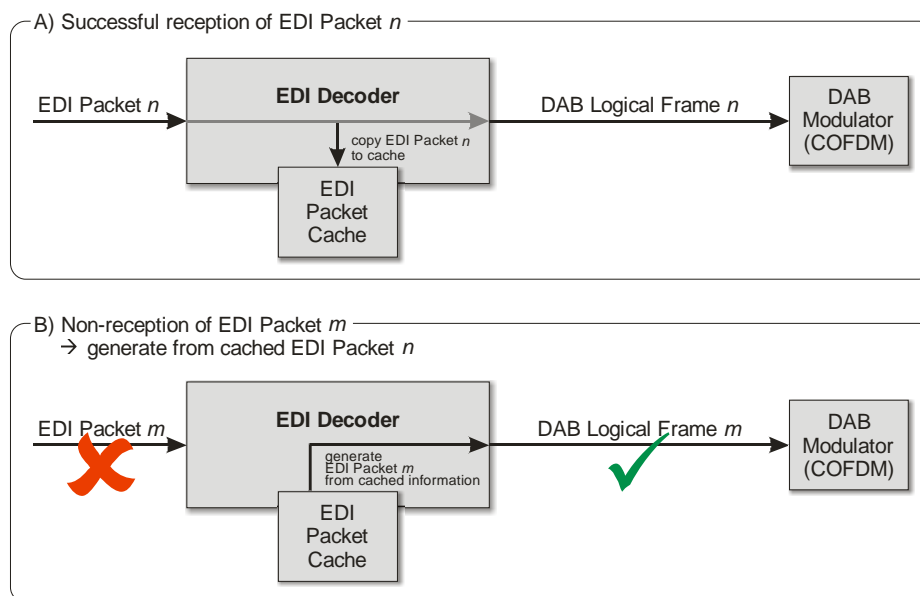 A) Successful reception of EDI Packet n
EDI Packet n
EDI Decoder
copy EDI Packet n
to cache
EDI
Packet
Cache
DAB Logical Frame n
DAB
Modulator
(COFDM)
B) Non-reception of EDI Packet m
→ generate from cached EDI Packet n
EDI Packet m
EDI Decoder
generate
EDI Packet m
from cached information
EDI
Packet
Cache
DAB Logical Frame m
DAB
Modulator
(COFDM)